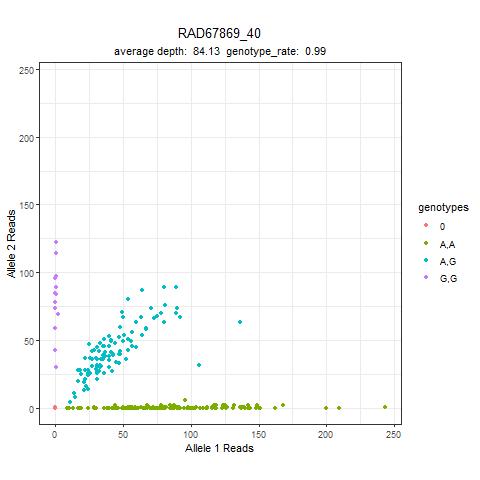 RAD67869_40
average depth:  84.13  genotype_rate:  0.99
250
200
150
100
50
0
Allele 2 Reads
0 50 100 150 200 250
Allele 1 Reads
genotypes
0
A,A
A,G
G,G